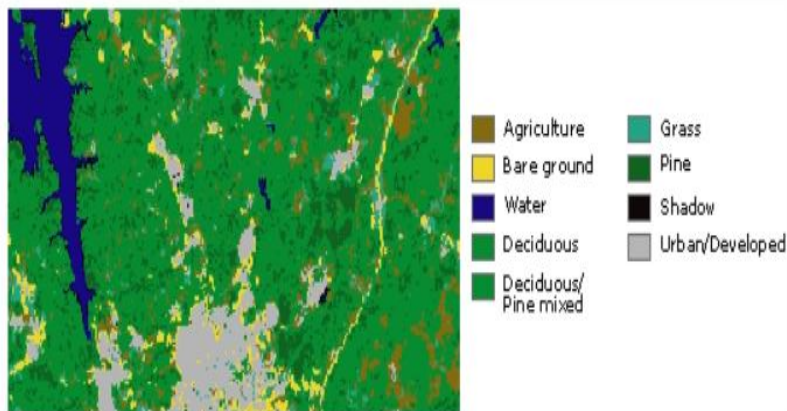 Agriculture
Bare ground
Water
Deciduous
Deciduous/
Pine mixed
Grass
Pine
Shadow
Urban/Developed